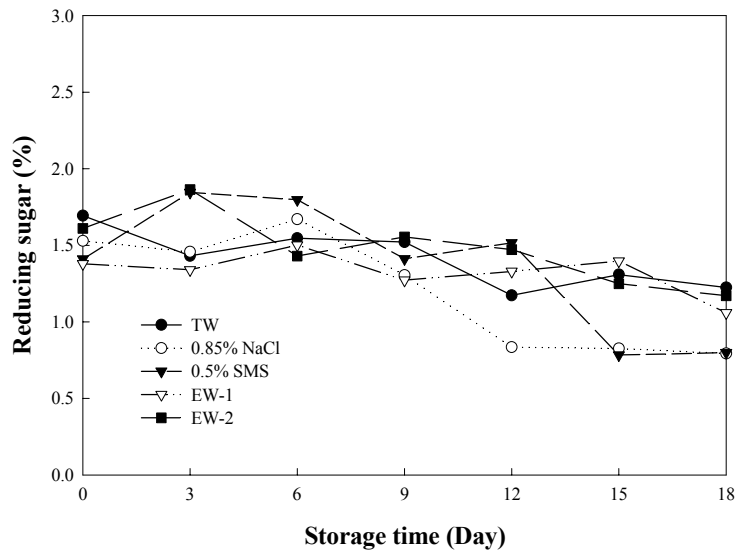 3.0
2.5
2.0
1.5
1.0
0.5
0.0
Reducing sugar (%)
TW
0.85% NaCl
0.5% SMS
EW-1
EW-2
0 3 6 9 12 15 18
Storage time (Day)